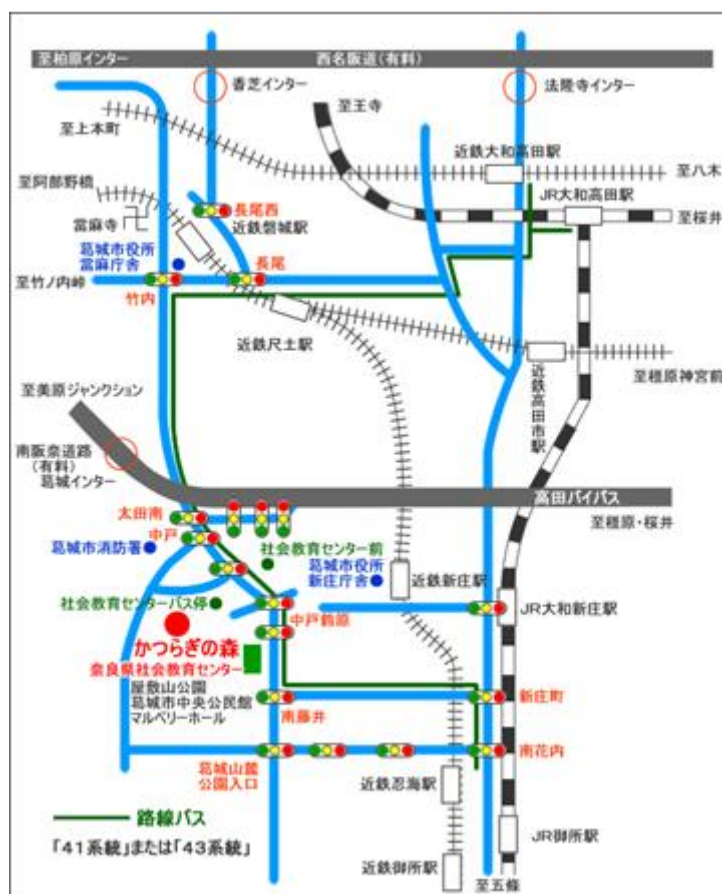 至柏原インター
西名阪道(有料)
香芝インター
法隆寺インター
至王寺
至上本町
近鉄大和高田駅
至八木
至阿部野橋
JR大和高田駅
長尾西
至桜井
當麻寺
近鉄磐城駅
葛城市役所
當麻庁舎
長尾
至竹ノ内峠
竹内
近鉄尺土駅
近鉄高田市駅
至橿原神宮前
至美原ジャンクション
南阪奈道路
(有料)
葛城インター
高田バイパス
太田南
至橿原・桜井
中戸
葛城市消防署
社会教育センター前
葛城市役所
新庄庁舎
近鉄新庄駅
社会教育センターバス停
JR大和新庄駅
中戸鶴原
かつらぎの森
奈良県社会教育センター
屋敷山公園
葛城市中央公民館
マルベリーホール
南藤井
新庄町
葛城山麓
公園入口
南花内
近鉄忍海駅
路線バス
「41系統」または「43系統」
JR御所駅
近鉄御所駅
至五條